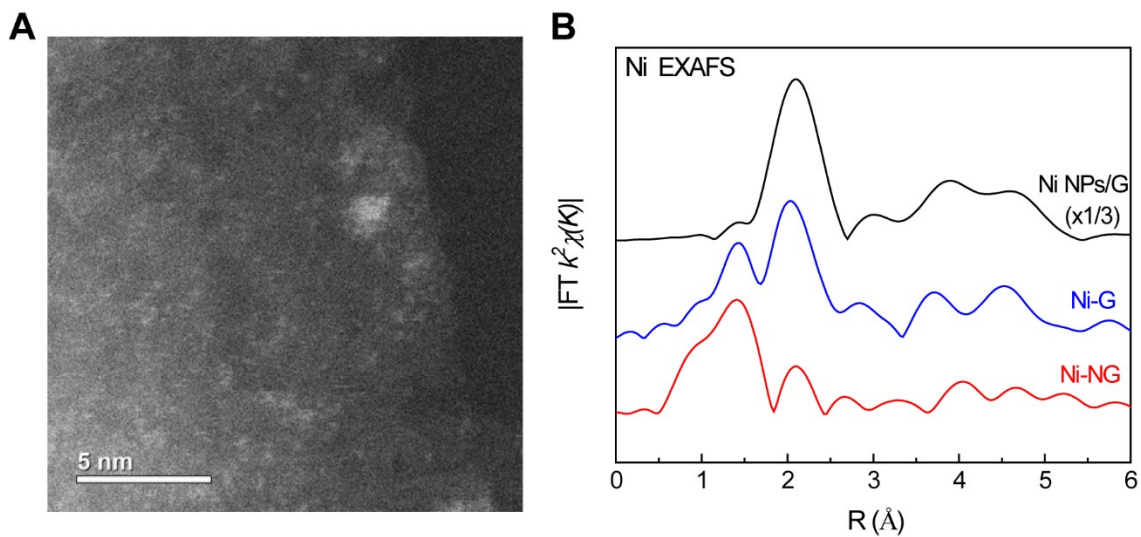 A
B
5 nm
Ni EXAFS
Ni NPs/G
(x1/3)
Ni-G
Ni-NG
|FT k²χ(K)|
0 1 2 3 4 5 6
R (Å)